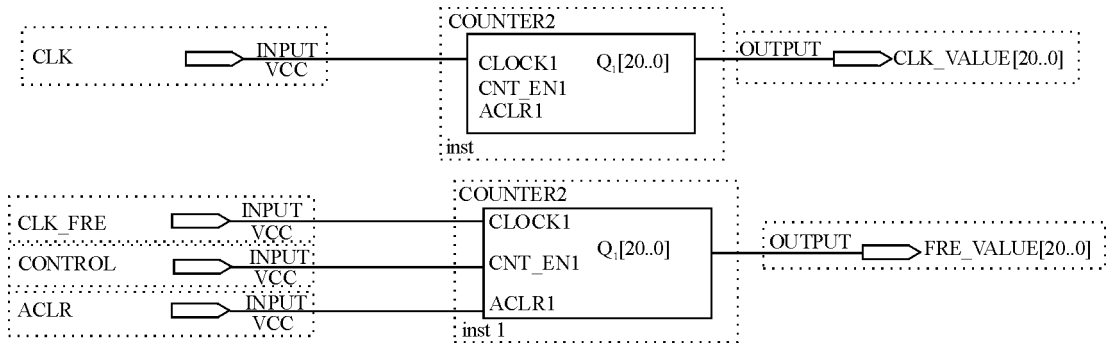 COUNTER2
CLK INPUT VCC
CLOCK1 Q1[20..0]
CNT_EN1
ACLR1
OUTPUT CLK_VALUE[20..0]
inst
COUNTER2
CLK_FRE INPUT VCC
CLOCK1
CONTROL INPUT VCC
CNT_EN1 Q1[20..0]
OUTPUT FRE_VALUE[20..0]
ACLR INPUT VCC
ACLR1
inst 1